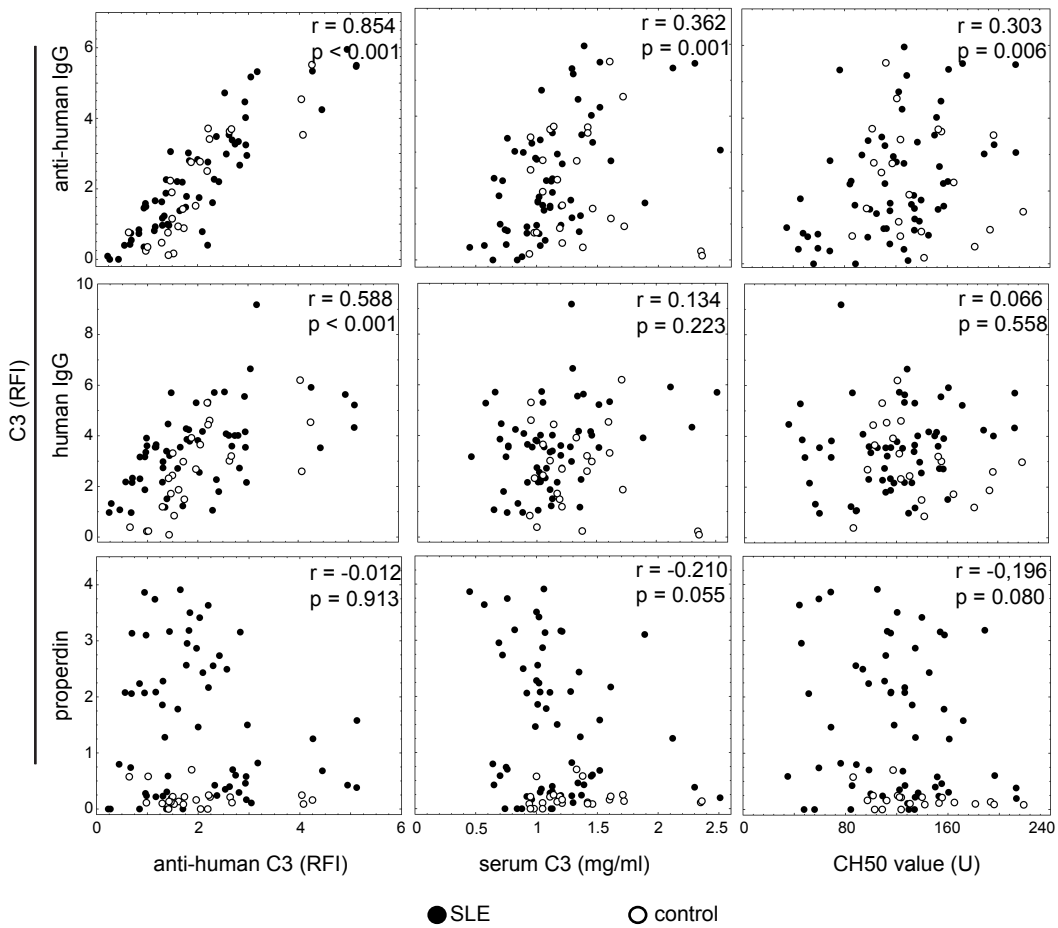 C3 (RFI)
anti-human IgG
6
4
2
0
r = 0.854
p < 0.001
r = 0.362
p = 0.001
r = 0.303
p = 0.006
human IgG
10
8
6
4
2
0
r = 0.588
p < 0.001
r = 0.134
p = 0.223
r = 0.066
p = 0.558
properdin
4
3
2
1
0
r = -0.012
p = 0.913
r = -0.210
p = 0.055
r = -0,196
p = 0.080
0 2 4 6
0 0.5 1 1.5 2 2.5
0 80 160 240
anti-human C3 (RFI)
serum C3 (mg/ml)
CH50 value (U)
SLE
control